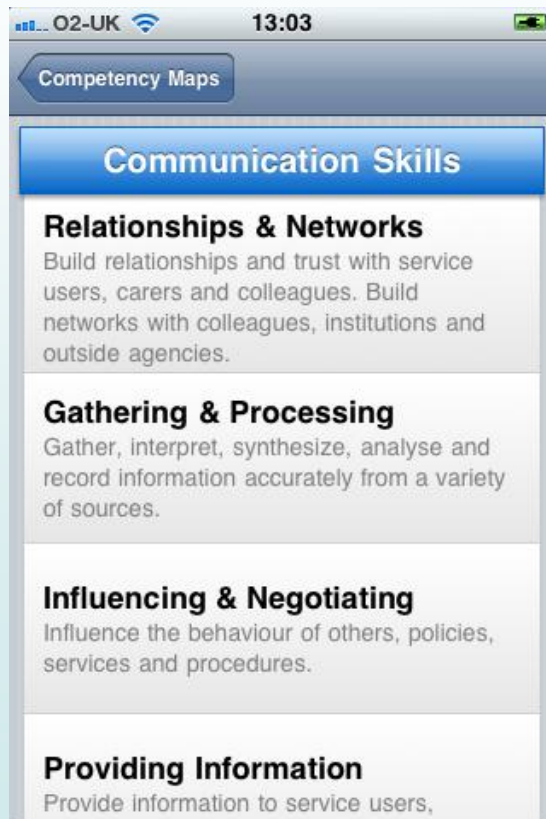 O2-UK 13:03
Competency Maps
Communication Skills
Relationships & Networks
Build relationships and trust with service
users, carers and colleagues. Build
networks with colleagues, institutions and
outside agencies.
Gathering & Processing
Gather, interpret, synthesize, analyse and
record information accurately from a variety
of sources.
Influencing & Negotiating
Influence the behaviour of others, policies,
services and procedures.
Providing Information
Provide information to service users,